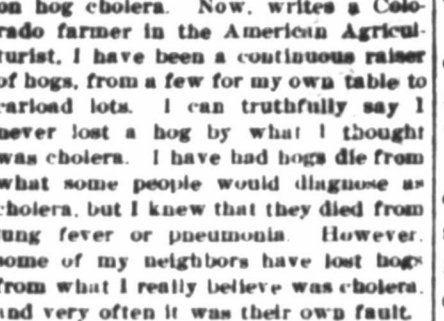 on hog cholera. Now, writes a Colo-
rado farmer in the American Agricul-
turist, I have been a continuous raiser
of hogs, from a few for my own table to
carload lots. I can truthfully say I
never lost a hog by what I thought
was cholera. I have had hogs die from
what some people would diagnose as
cholera, but I knew that they died from
ung fever or pneumonia. However,
some of my neighbors have lost hogs
from what I really believe was cholera,
and very often it was their own fault.